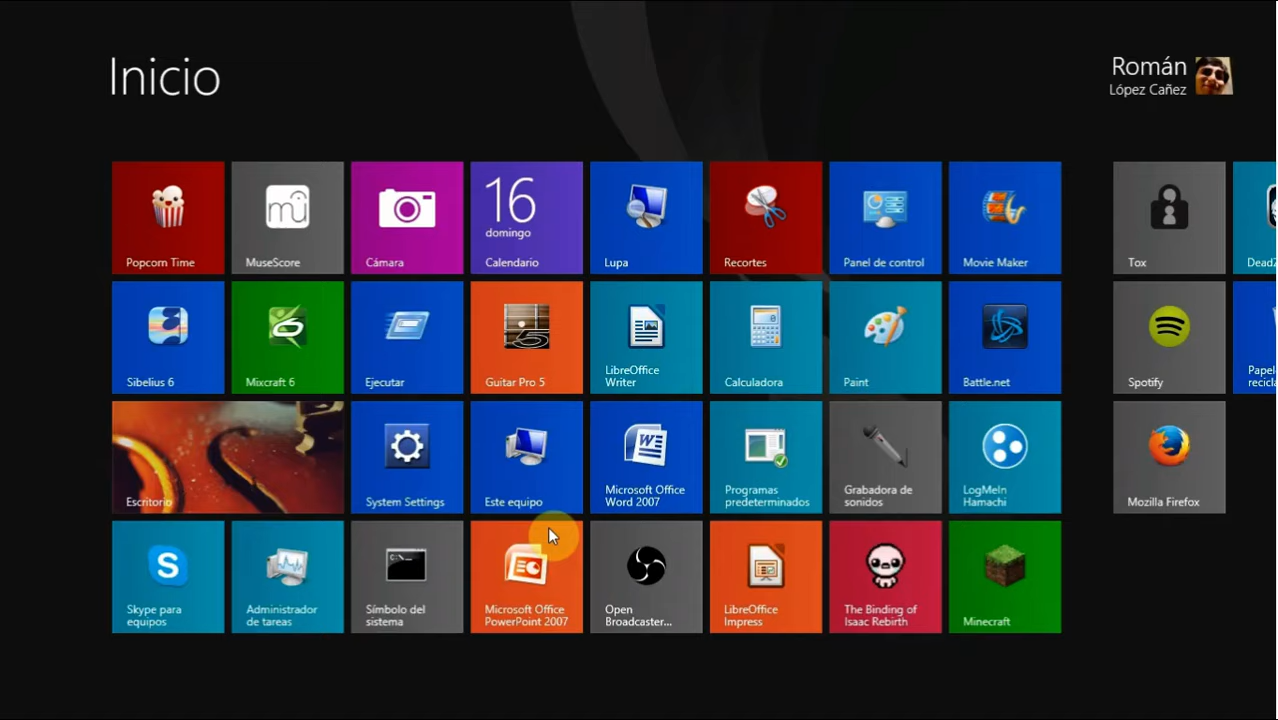 Inicio
Román
López Cañez
Popcorn Time
MuseScore
Cámara
16
domingo
Calendario
Lupa
Recortes
Panel de control
Movie Maker
Tox
Sibelius 6
Mixcraft 6
Ejecutar
Guitar Pro 5
LibreOffice
Writer
Calculadora
Paint
Battle.net
Spotify
Escritorio
System Settings
Este equipo
Microsoft Office
Word 2007
Programas
predeterminados
Grabadora de
sonidos
LogMeIn
Hamachi
Mozilla Firefox
Skype para
equipos
Administrador
de tareas
Símbolo del
sistema
Microsoft Office
PowerPoint 2007
Open
Broadcaster...
LibreOffice
Impress
The Binding of
Isaac Rebirth
Minecraft